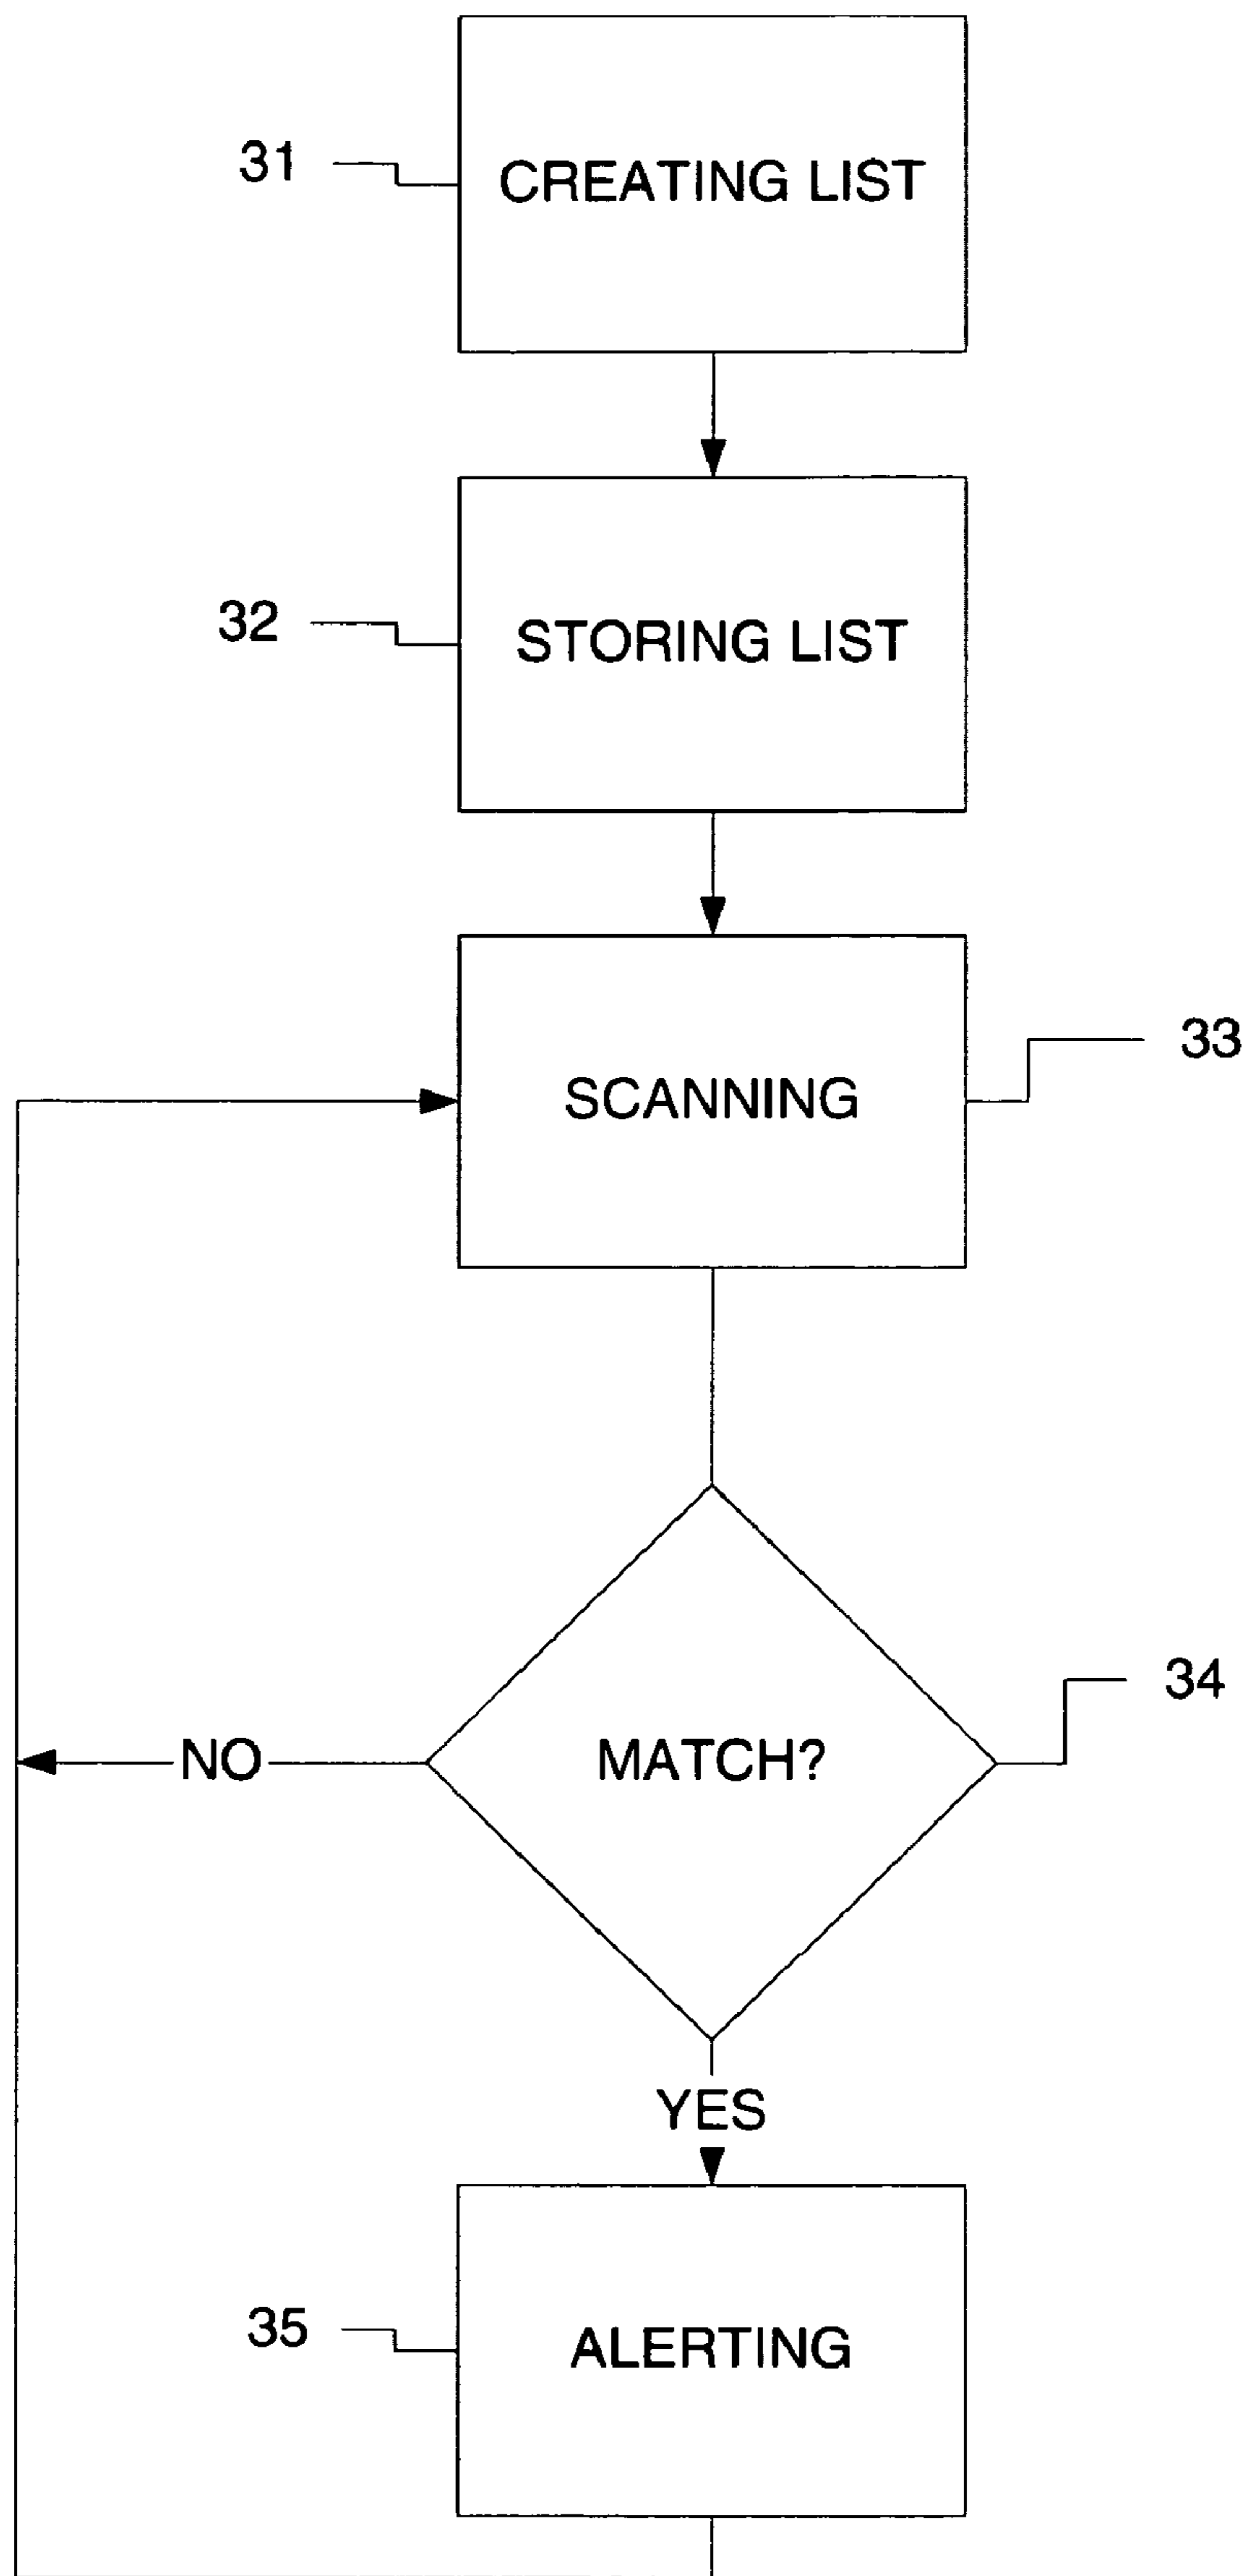 31
CREATING LIST
32
STORING LIST
33
SCANNING
34
NO
MATCH?
YES
35
ALERTING